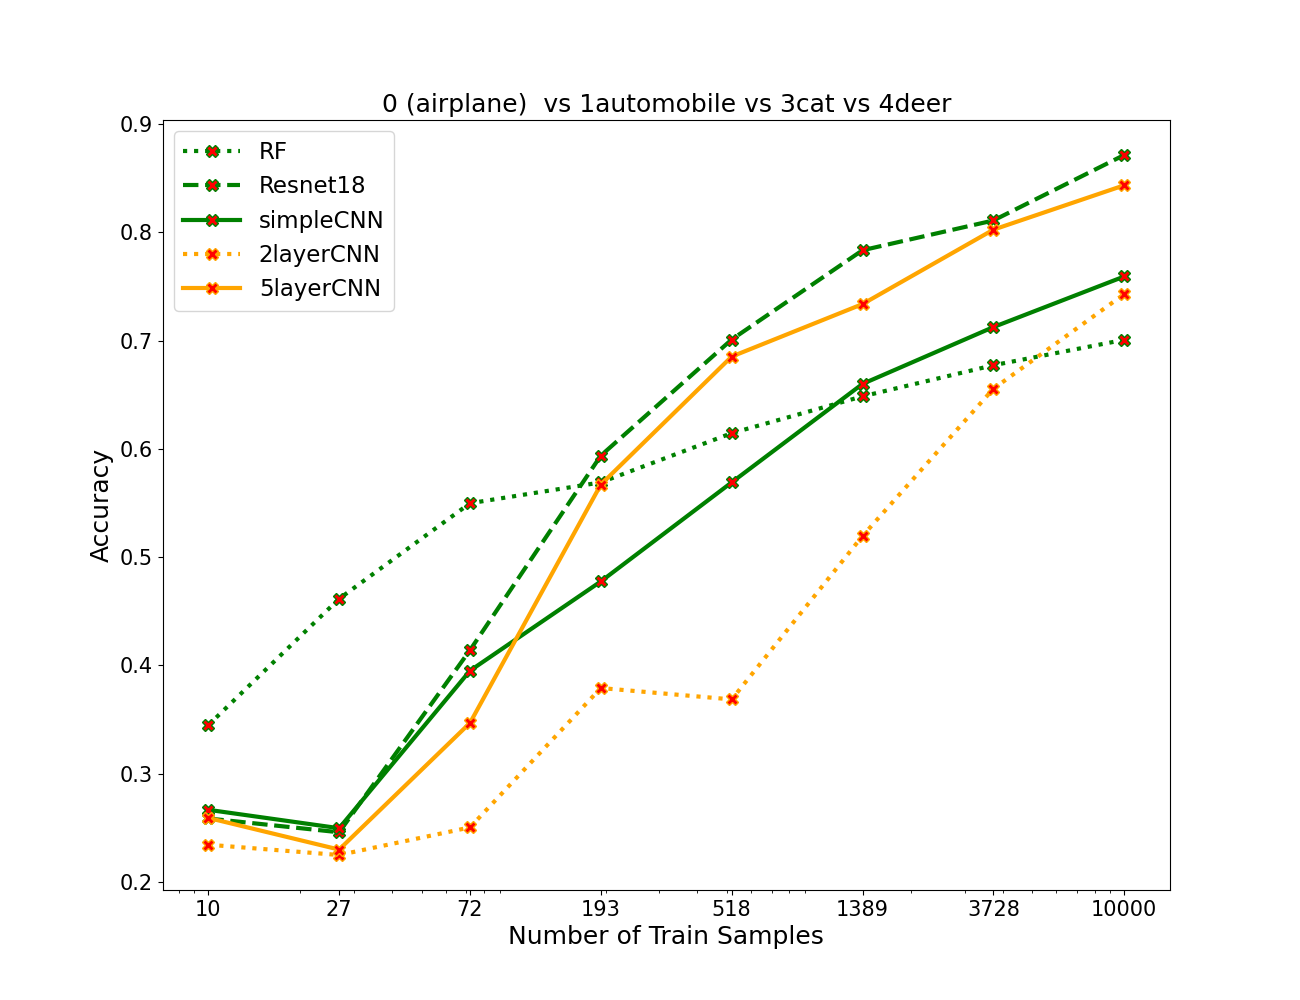 0 (airplane)  vs 1automobile vs 3cat vs 4deer
0.9
0.8
0.7
0.6
0.5
0.4
0.3
0.2
Accuracy
RF
Resnet18
simpleCNN
2layerCNN
5layerCNN
10 27 72 193 518 1389 3728 10000
Number of Train Samples